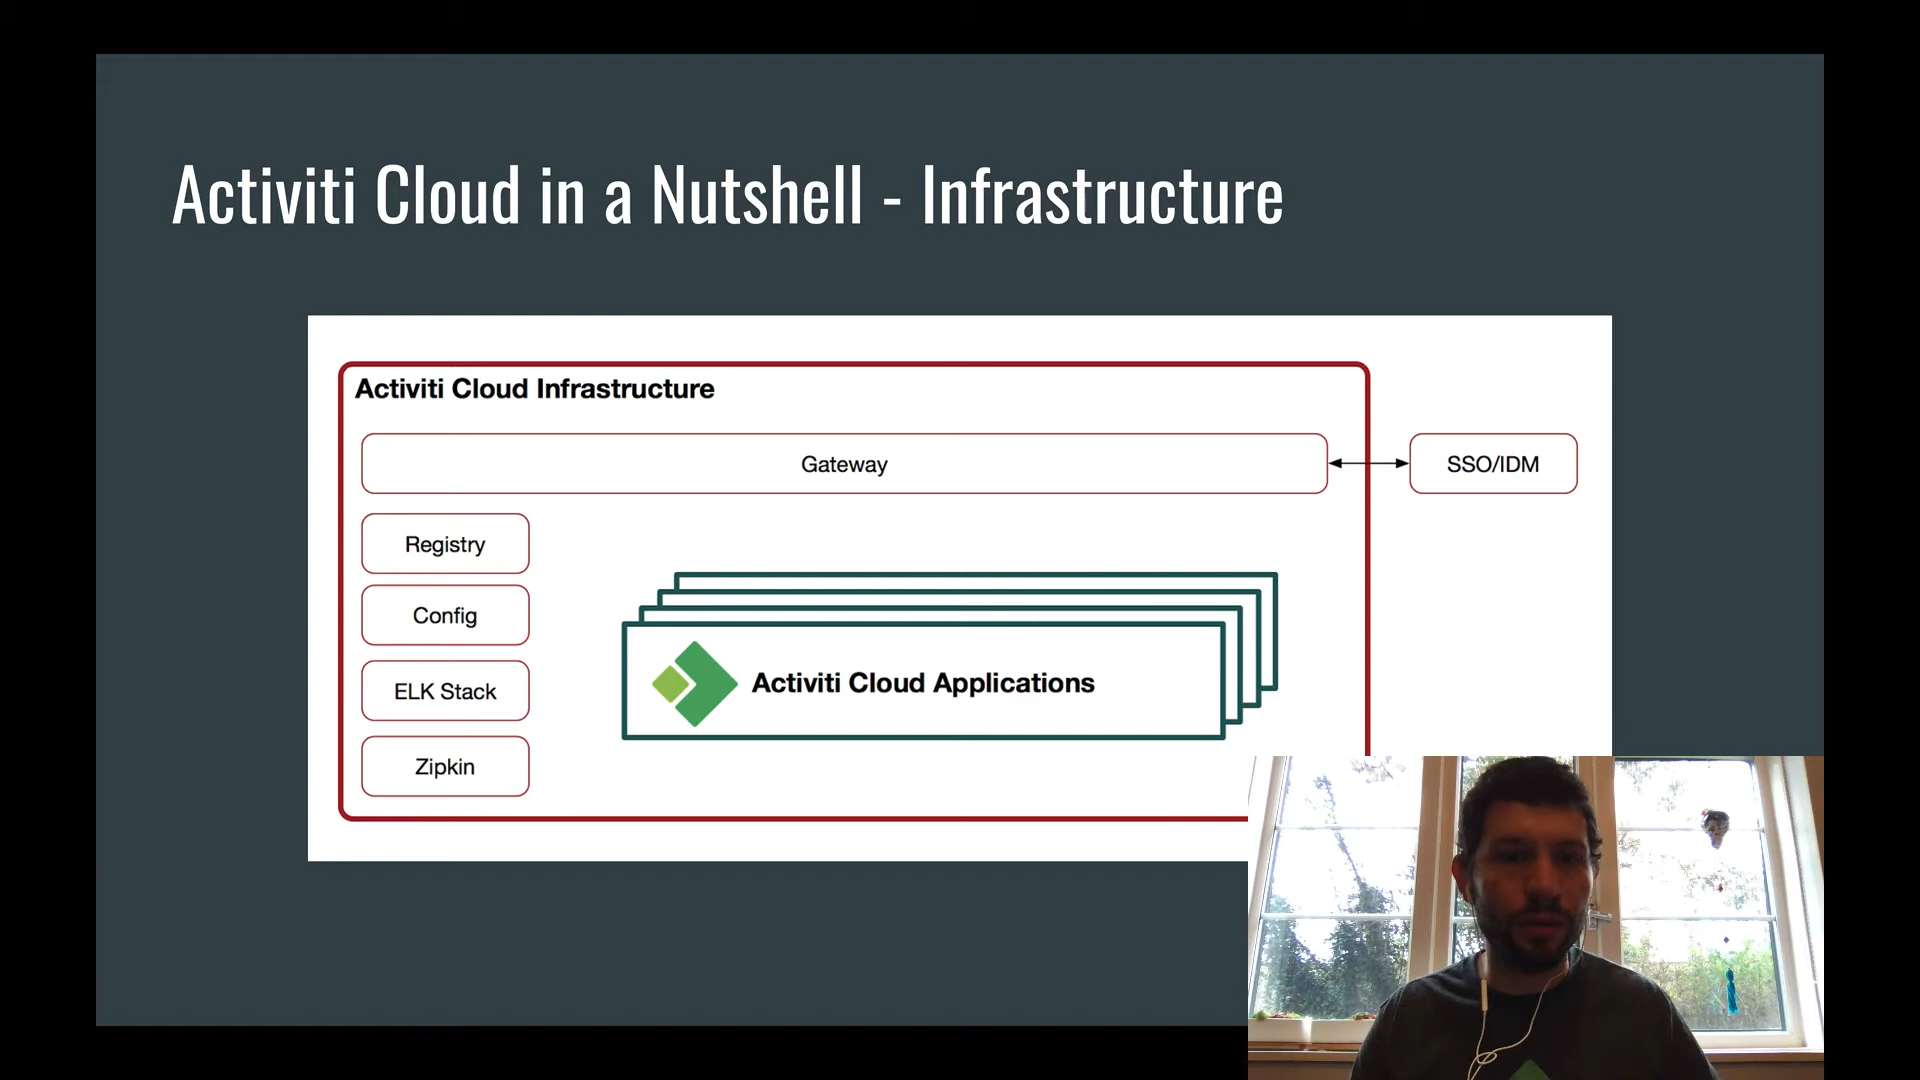 Activiti Cloud in a Nutshell - Infrastructure
Activiti Cloud Infrastructure
Gateway
SSO/IDM
Registry
Config
ELK Stack
Zipkin
Activiti Cloud Applications